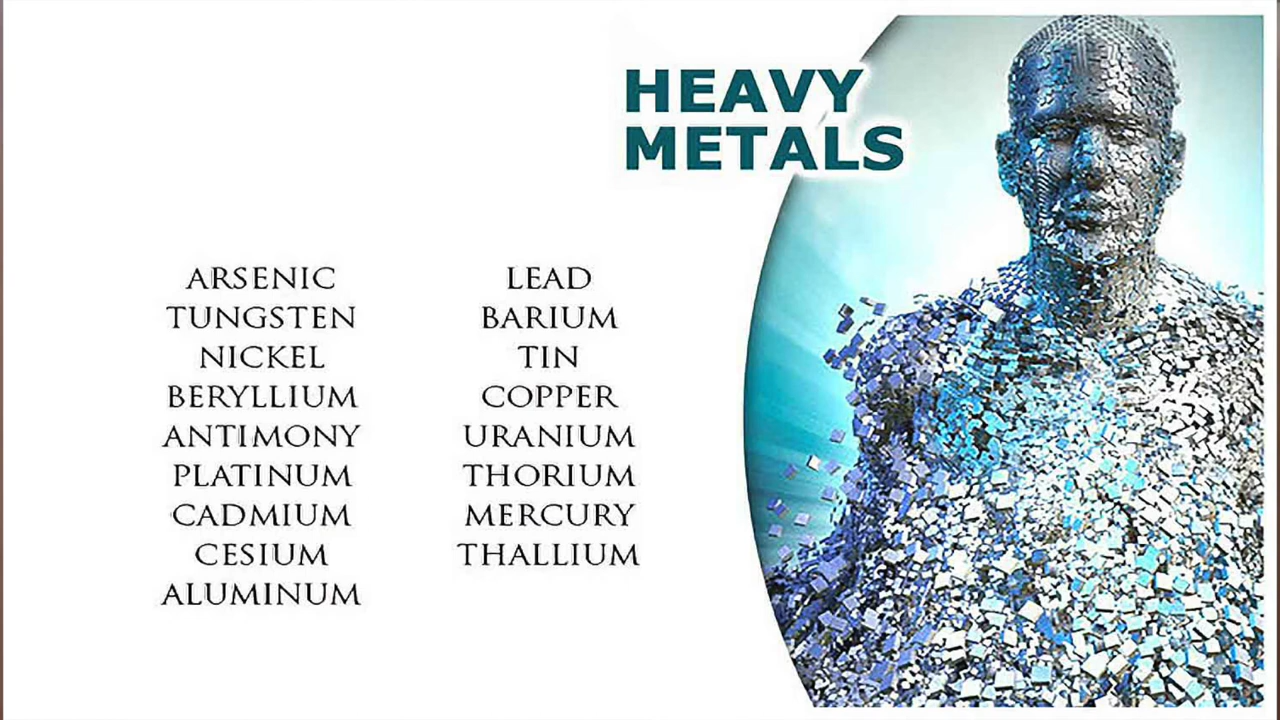 HEAVY
METALS
ARSENIC
TUNGSTEN
NICKEL
BERYLLIUM
ANTIMONY
PLATINUM
CADMIUM
CESIUM
ALUMINUM
LEAD
BARIUM
TIN
COPPER
URANIUM
THORIUM
MERCURY
THALLIUM